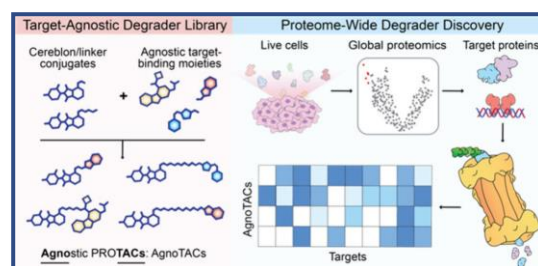 Target-Agnostic Degrader Library
Cereblon/linker
conjugates
Agnostic target-
binding moieties
+
Agnostic PROTACs: AgnoTACs
Proteome-Wide Degrader Discovery
Live cells
Global proteomics
Target proteins
AgnoTACs
Targets